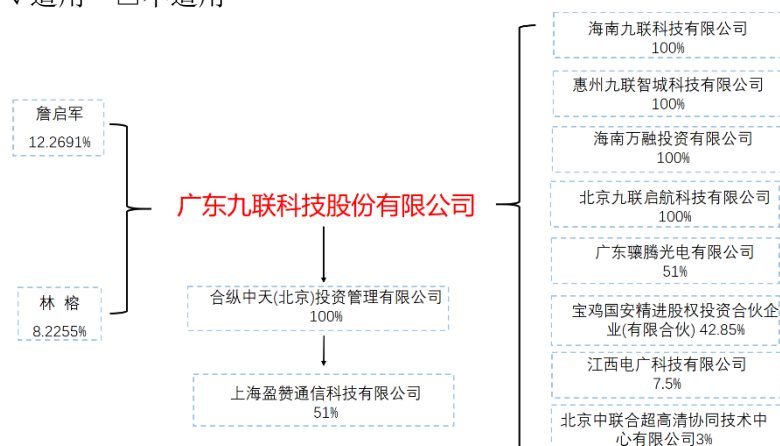 海南九联科技有限公司
100%
惠州九联智城科技有限公司
100%
詹启军
12.2691%
海南万融投资有限公司
100%
广东九联科技股份有限公司
北京九联启航科技有限公司
100%
广东骧腾光电有限公司
51%
林 榕
8.2255%
合纵中天(北京)投资管理有限公司
100%
宝鸡国安精进股权投资合伙企
业(有限合伙) 42.85%
江西电广科技有限公司
7.5%
上海盈赞通信科技有限公司
51%
北京中联合超高清协同技术中
心有限公司3%